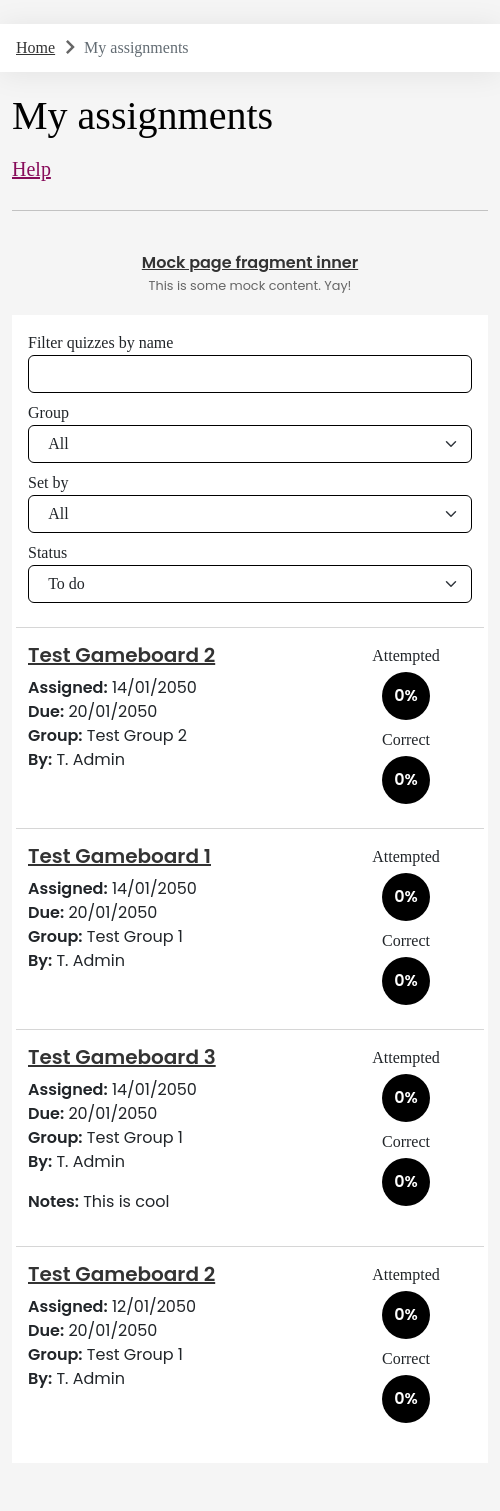 Home My assignments
My assignments
Help
Mock page fragment inner
This is some mock content. Yay!
Filter quizzes by name
Group
All
Set by
All
Status
To do
Test Gameboard 2
Assigned: 14/01/2050
Due: 20/01/2050
Group: Test Group 2
By: T. Admin
Attempted
0%
Correct
0%
Test Gameboard 1
Assigned: 14/01/2050
Due: 20/01/2050
Group: Test Group 1
By: T. Admin
Attempted
0%
Correct
0%
Test Gameboard 3
Assigned: 14/01/2050
Due: 20/01/2050
Group: Test Group 1
By: T. Admin
Notes: This is cool
Attempted
0%
Correct
0%
Test Gameboard 2
Assigned: 12/01/2050
Due: 20/01/2050
Group: Test Group 1
By: T. Admin
Attempted
0%
Correct
0%